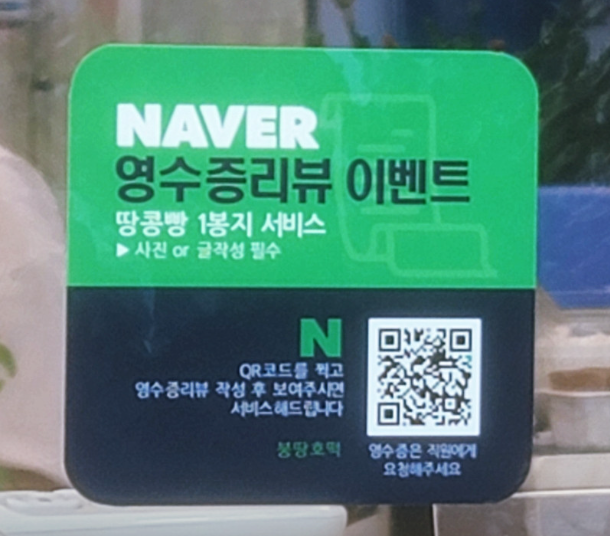 NAVER
영수증리뷰 이벤트
땅콩빵 1봉지 서비스
▶ 사진 or 글작성 필수
N
QR코드를 찍고
영수증리뷰 작성 후 보여주시면
서비스해드립니다
붕땅호떡
영수증은 직원에게
요청해주세요